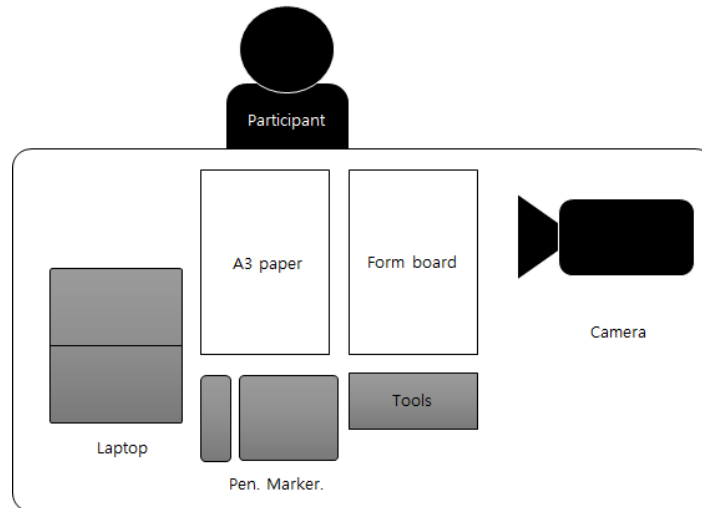 Participant
A3 paper
Form board
Camera
Tools
Laptop
Pen. Marker.